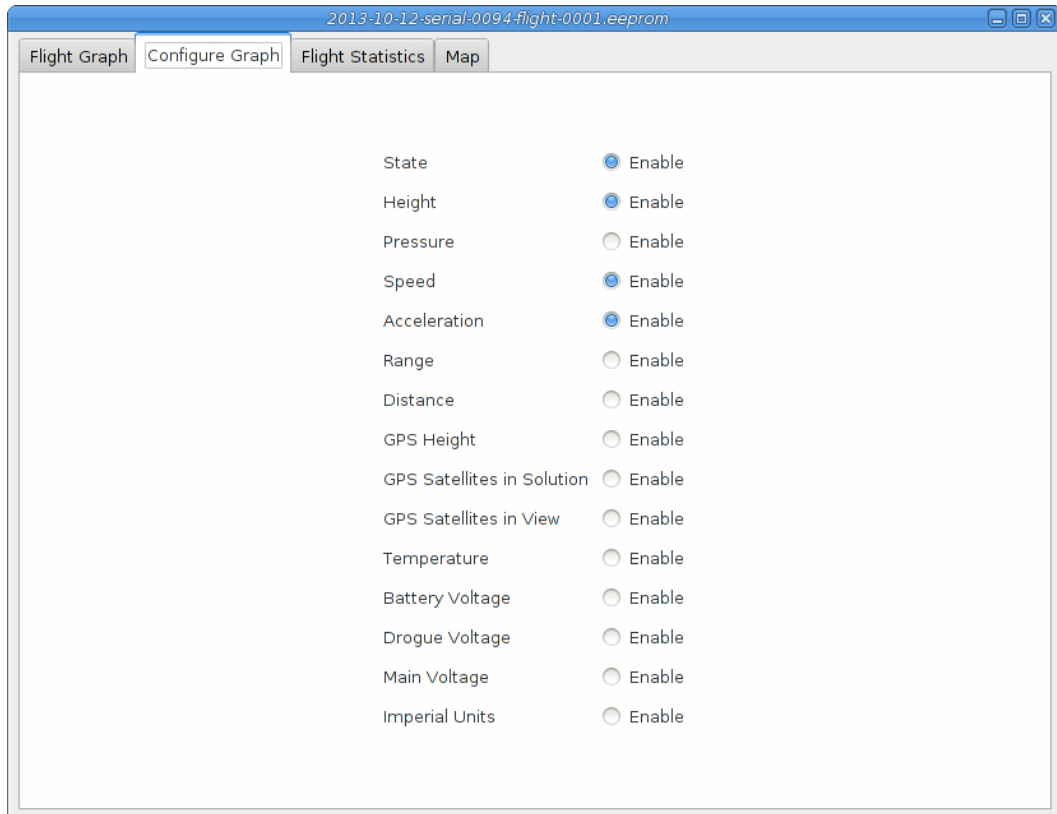 2013-10-12-serial-0094-flight-0001.eeprom
Flight Graph Configure Graph Flight Statistics Map
State Enable
Height Enable
Pressure Enable
Speed Enable
Acceleration Enable
Range Enable
Distance Enable
GPS Height Enable
GPS Satellites in Solution Enable
GPS Satellites in View Enable
Temperature Enable
Battery Voltage Enable
Drogue Voltage Enable
Main Voltage Enable
Imperial Units Enable